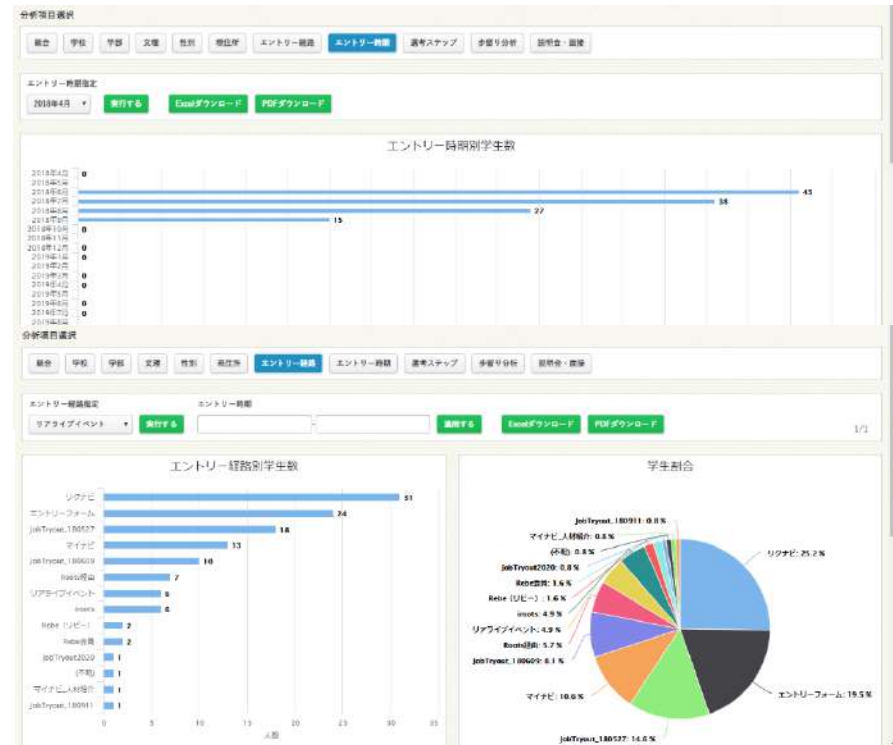 分析項目選択
総合 学校 学部 文理 性別 現住所 エントリー経路 エントリー時期 選考ステップ 歩留り分析 説明会・面接
エントリー時期指定
2018年4月 実行する Excelダウンロード PDFダウンロード
エントリー時期別学生数
2018年4月 0
2018年5月
2018年6月 43
2018年7月 38
2018年8月 27
2018年9月 15
2018年10月 0
2018年11月
2018年12月 0
2019年1月 0
2019年2月
2019年3月 0
2019年4月 0
2019年5月
2019年6月 0
2019年7月 0
2019年8月
分析項目選択
総合 学校 学部 文理 性別 現住所 エントリー経路 エントリー時期 選考ステップ 歩留り分析 説明会・面接
エントリー経路指定 エントリー時期
リアライブイベント 実行する - 適用する Excelダウンロード PDFダウンロード 1/1
エントリー経路別学生数
リクナビ 31
エントリーフォーム 24
JobTryout_180527 18
マイナビ 13
JobTryout_180609 10
Roots経由 7
リアライブイベント 6
iroots 6
Rebe（リビー） 2
Rebe会員 2
JobTryout2020 1
(不明) 1
マイナビ_人材紹介 1
JobTryout_180911 1
0 5 10 15 20 25 30 35
人数
学生割合
JobTryout_180911: 0.8 %
マイナビ_人材紹介: 0.8 %
(不明): 0.8 %
JobTryout2020: 0.8 %
Rebe会員: 1.6 %
Rebe（リビー）: 1.6 %
iroots: 4.9 %
リアライブイベント: 4.9 %
Roots経由: 5.7 %
JobTryout_180609: 8.1 %
マイナビ: 10.6 %
JobTryout_180527: 14.6 %
エントリーフォーム: 19.5 %
リクナビ: 25.2 %